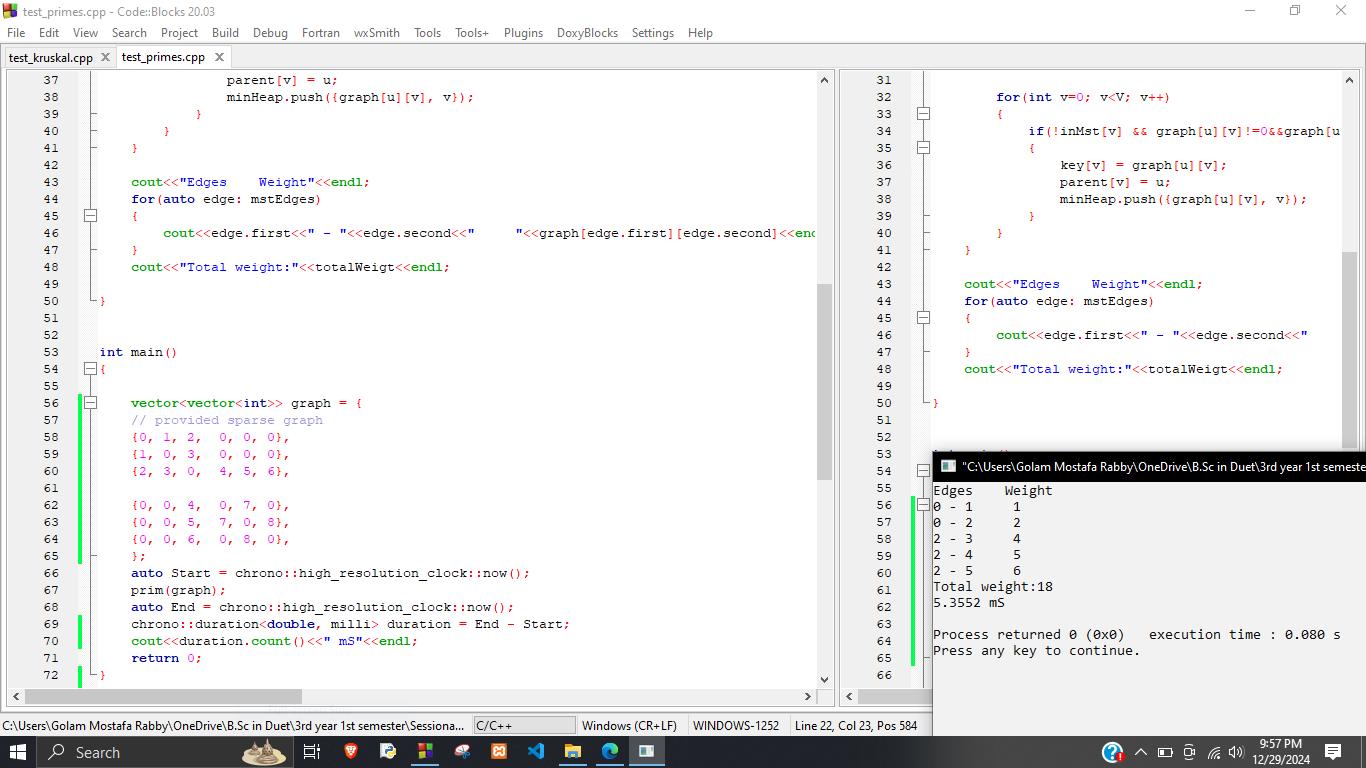 test_primes.cpp - Code::Blocks 20.03
File Edit View Search Project Build Debug Fortran wxSmith Tools Tools+ Plugins DoxyBlocks Settings Help
test_kruskal.cpp test_primes.cpp
37 parent[v] = u;
38 minHeap.push({graph[u][v], v});
39 }
40 }
41 }
42
43 cout<<"Edges    Weight"<<endl;
44 for(auto edge: mstEdges)
45 {
46 cout<<edge.first<<" - "<<edge.second<<"     "<<graph[edge.first][edge.second]<<end
47 }
48 cout<<"Total weight:"<<totalWeigt<<endl;
49
50 }
51
52
53 int main()
54 {
55
56 vector<vector<int>> graph = {
57 // provided sparse graph
58 {0, 1, 2,  0, 0, 0},
59 {1, 0, 3,  0, 0, 0},
60 {2, 3, 0,  4, 5, 6},
61
62 {0, 0, 4,  0, 7, 0},
63 {0, 0, 5,  7, 0, 8},
64 {0, 0, 6,  0, 8, 0},
65 };
66 auto Start = chrono::high_resolution_clock::now();
67 prim(graph);
68 auto End = chrono::high_resolution_clock::now();
69 chrono::duration<double, milli> duration = End - Start;
70 cout<<duration.count()<<" mS"<<endl;
71 return 0;
72 }
31
32 for(int v=0; v<V; v++)
33 {
34 if(!inMst[v] && graph[u][v]!=0&&graph[u
35 {
36 key[v] = graph[u][v];
37 parent[v] = u;
38 minHeap.push({graph[u][v], v});
39 }
40 }
41 }
42
43 cout<<"Edges    Weight"<<endl;
44 for(auto edge: mstEdges)
45 {
46 cout<<edge.first<<" - "<<edge.second<<"
47 }
48 cout<<"Total weight:"<<totalWeigt<<endl;
49
50 }
51
52
53
54
55
56
57
58
59
60
61
62
63
64
65
66
"C:\Users\Golam Mostafa Rabby\OneDrive\B.Sc in Duet\3rd year 1st semeste
Edges    Weight
0 - 1     1
0 - 2     2
2 - 3     4
2 - 4     5
2 - 5     6
Total weight:18
5.3552 mS
Process returned 0 (0x0)   execution time : 0.080 s
Press any key to continue.
C:\Users\Golam Mostafa Rabby\OneDrive\B.Sc in Duet\3rd year 1st semester\Sessiona... C/C++ Windows (CR+LF) WINDOWS-1252 Line 22, Col 23, Pos 584
Search
9:57 PM
12/29/2024